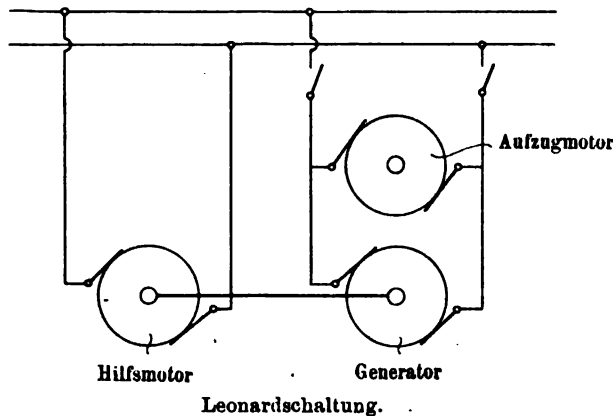 Aufzugmotor
Hilfsmotor
Generator
Leonardschaltung.